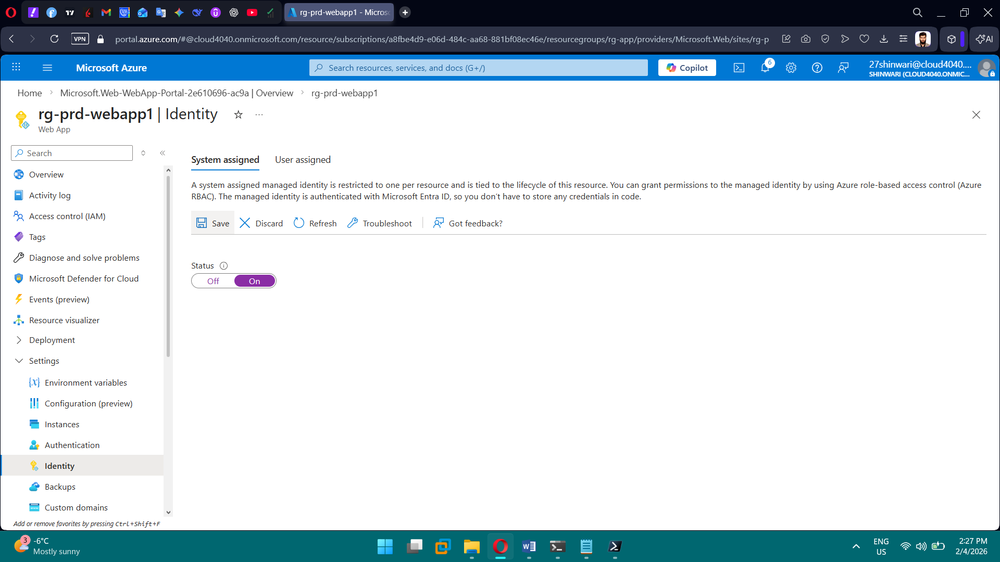 rg-prd-webapp1 - Micros
VPN
portal.azure.com/#@cloud4040.onmicrosoft.com/resource/subscriptions/a8fbe4d9-e06d-484c-aa68-881bf08ec46e/resourcegroups/rg-app/providers/Microsoft.Web/sites/rg-p
AI
Microsoft Azure
Search resources, services, and docs (G+/)
Copilot
6
27shinwari@cloud4040....
SHINWARI (CLOUD4040.ONMIC...
Home
Microsoft.Web-WebApp-Portal-2e610696-ac9a | Overview
rg-prd-webapp1
rg-prd-webapp1 | Identity
Web App
Search
Overview
Activity log
Access control (IAM)
Tags
Diagnose and solve problems
Microsoft Defender for Cloud
Events (preview)
Resource visualizer
Deployment
Settings
Environment variables
Configuration (preview)
Instances
Authentication
Identity
Backups
Custom domains
Add or remove favorites by pressing Ctrl+Shift+F
System assigned
User assigned
A system assigned managed identity is restricted to one per resource and is tied to the lifecycle of this resource. You can grant permissions to the managed identity by using Azure role-based access control (Azure
RBAC). The managed identity is authenticated with Microsoft Entra ID, so you don't have to store any credentials in code.
Save
Discard
Refresh
Troubleshoot
Got feedback?
Status
Off
On
3
-6°C
Mostly sunny
ENG
US
2:27 PM
2/4/2026